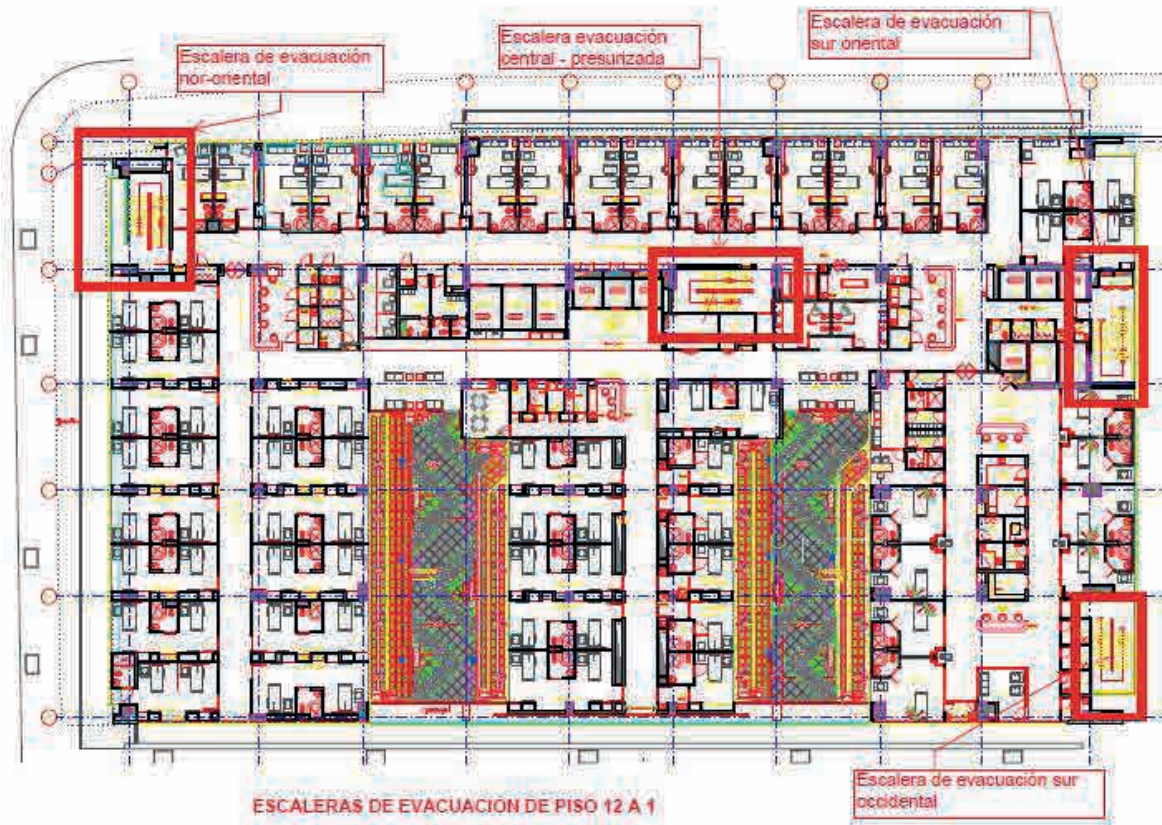 Escalera de evacuación
nor-oriental
Escalera evacuación
central - presurizada
Escalera de evacuación
sur oriental
Escalera de evacuación sur
occidental
ESCALERAS DE EVACUACION DE PISO 12 A 1